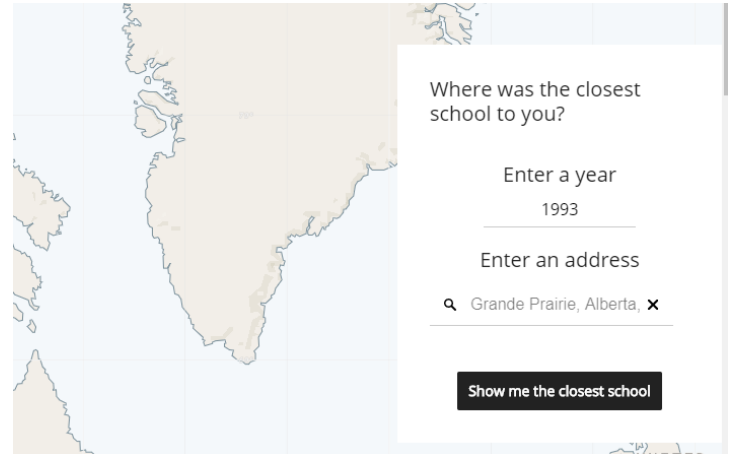 Where was the closest
school to you?
Enter a year
1993
Enter an address
Grande Prairie, Alberta,
Show me the closest school